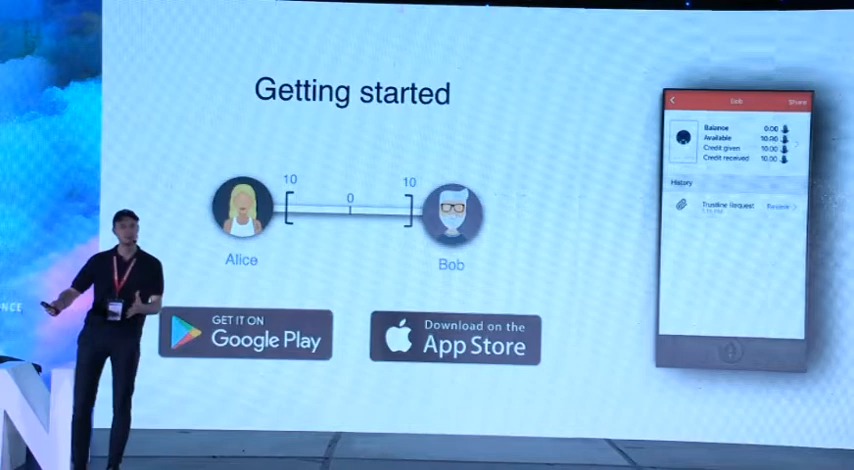 Getting started
10
0
10
Alice
Bob
GET IT ON
Google Play
Download on the
App Store
Bob
Share
Balance 0.00
Available 10.00
Credit given 10.00
Credit received 10.00
History
Trustline Request
NCE
N